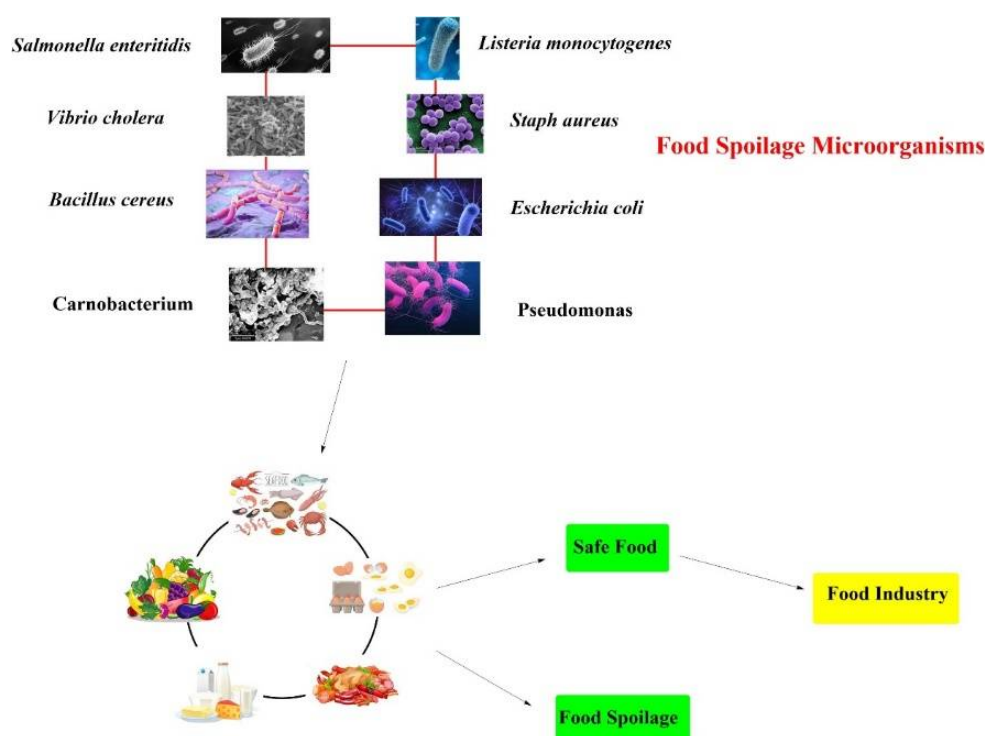 Salmonella enteritidis
Listeria monocytogenes
Vibrio cholera
Staph aureus
Food Spoilage Microorganisms
Bacillus cereus
Escherichia coli
Carnobacterium
Pseudomonas
SEAFOOD
Safe Food
Food Industry
Food Spoilage